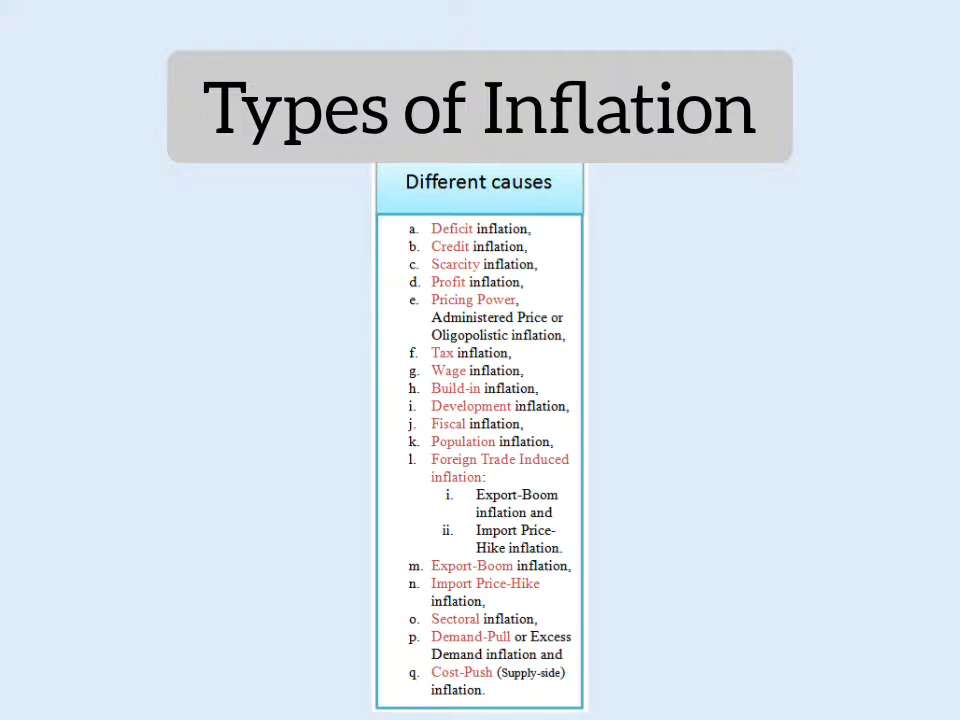 Types of Inflation
Different causes
a. Deficit inflation,
b. Credit inflation,
c. Scarcity inflation,
d. Profit inflation,
e. Pricing Power,
Administered Price or
Oligopolistic inflation,
f. Tax inflation,
g. Wage inflation,
h. Build-in inflation,
i. Development inflation,
j. Fiscal inflation,
k. Population inflation,
l. Foreign Trade Induced
inflation:
i. Export-Boom
inflation and
ii. Import Price-
Hike inflation.
m. Export-Boom inflation,
n. Import Price-Hike
inflation,
o. Sectoral inflation,
p. Demand-Pull or Excess
Demand inflation and
q. Cost-Push (Supply-side)
inflation.